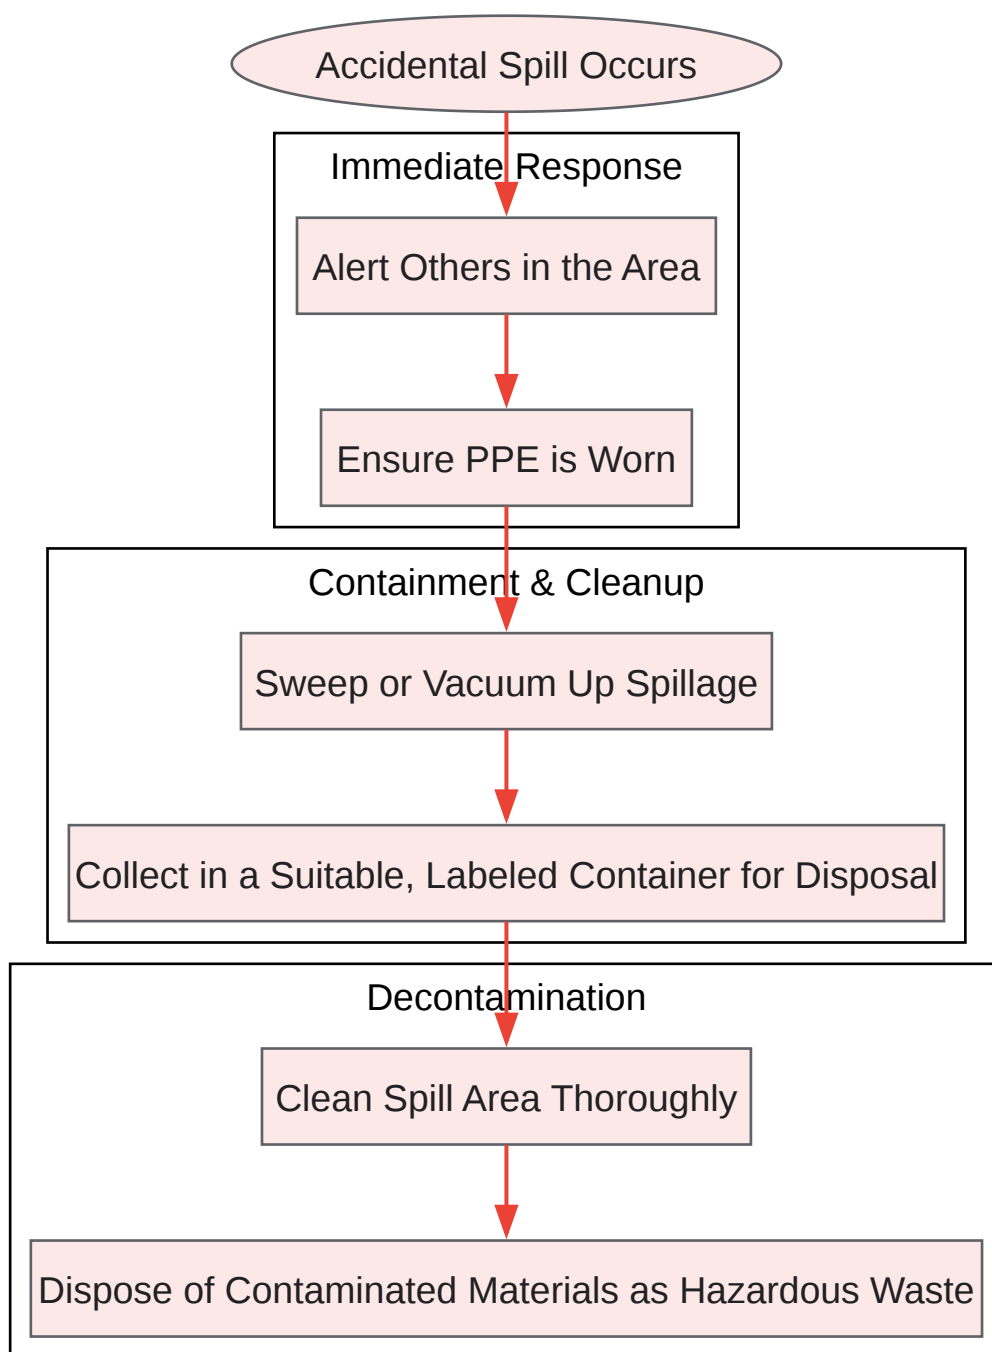 Accidental Spill Occurs
Immediate Response
Alert Others in the Area
Ensure PPE is Worn
Containment & Cleanup
Sweep or Vacuum Up Spillage
Collect in a Suitable, Labeled Container for Disposal
Decontamination
Clean Spill Area Thoroughly
Dispose of Contaminated Materials as Hazardous Waste